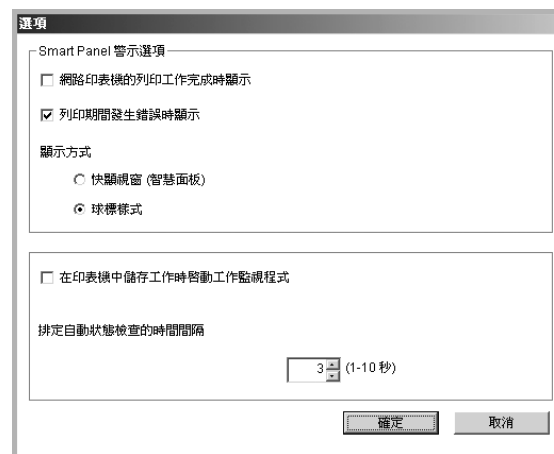 選項
Smart Panel 警示選項
網路印表機的列印工作完成時顯示
列印期間發生錯誤時顯示
顯示方式
快顯視窗 (智慧面板)
球標樣式
在印表機中儲存工作時啓動工作監視程式
排定自動狀態檢查的時間間隔
3 (1-10 秒)
確定 取消